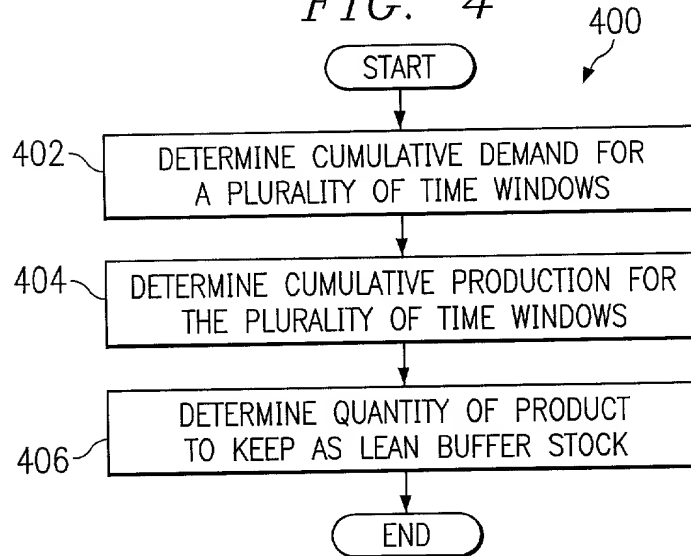 FIG. 4
400
START
402
DETERMINE CUMULATIVE DEMAND FOR
A PLURALITY OF TIME WINDOWS
404
DETERMINE CUMULATIVE PRODUCTION FOR
THE PLURALITY OF TIME WINDOWS
406
DETERMINE QUANTITY OF PRODUCT
TO KEEP AS LEAN BUFFER STOCK
END